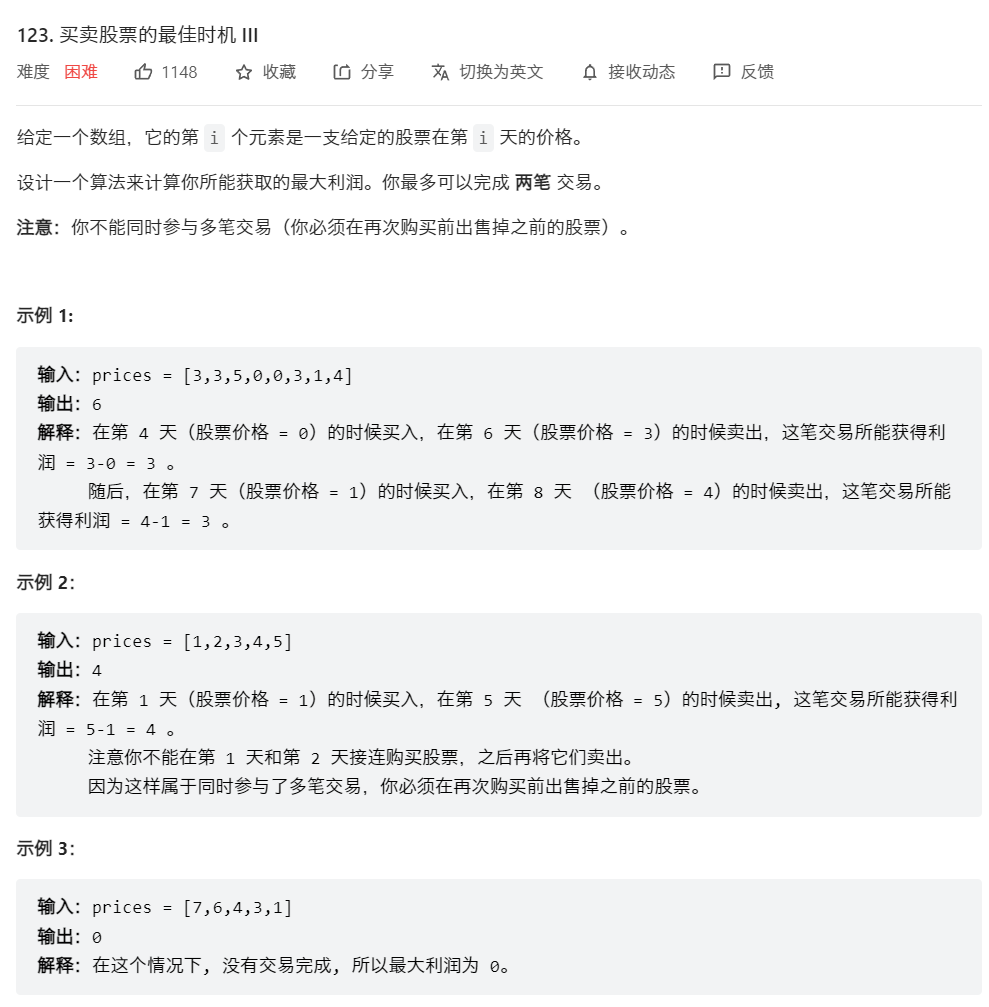 123. 买卖股票的最佳时机 III
难度 困难 1148 收藏 分享 切换为英文 接收动态 反馈
给定一个数组，它的第 i 个元素是一支给定的股票在第 i 天的价格。
设计一个算法来计算你所能获取的最大利润。你最多可以完成 两笔 交易。
注意：你不能同时参与多笔交易（你必须在再次购买前出售掉之前的股票）。
示例 1:
输入：prices = [3,3,5,0,0,3,1,4]
输出：6
解释：在第 4 天（股票价格 = 0）的时候买入，在第 6 天（股票价格 = 3）的时候卖出，这笔交易所能获得利
润 = 3-0 = 3 。
随后，在第 7 天（股票价格 = 1）的时候买入，在第 8 天 （股票价格 = 4）的时候卖出，这笔交易所能
获得利润 = 4-1 = 3 。
示例 2：
输入：prices = [1,2,3,4,5]
输出：4
解释：在第 1 天（股票价格 = 1）的时候买入，在第 5 天 （股票价格 = 5）的时候卖出, 这笔交易所能获得利
润 = 5-1 = 4 。
注意你不能在第 1 天和第 2 天接连购买股票，之后再将它们卖出。
因为这样属于同时参与了多笔交易，你必须在再次购买前出售掉之前的股票。
示例 3：
输入：prices = [7,6,4,3,1]
输出：0
解释：在这个情况下, 没有交易完成, 所以最大利润为 0。